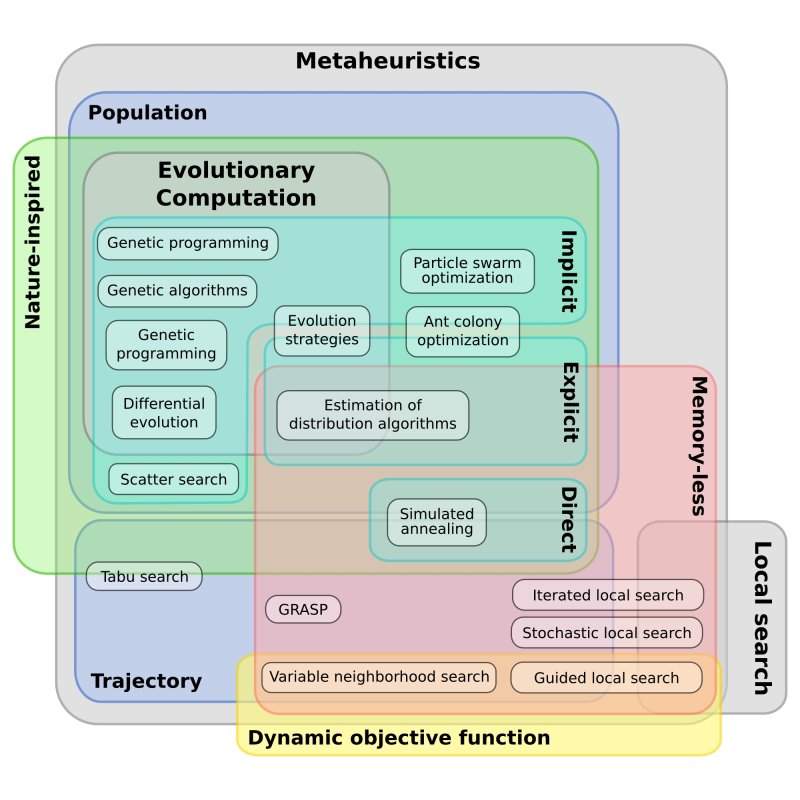 Metaheuristics
Population
Nature-inspired
Evolutionary
Computation
Genetic programming
Implicit
Particle swarm
optimization
Genetic algorithms
Evolution
strategies
Ant colony
optimization
Genetic
programming
Explicit
Memory-less
Differential
evolution
Estimation of
distribution algorithms
Scatter search
Direct
Simulated
annealing
Local search
Tabu search
GRASP
Iterated local search
Stochastic local search
Trajectory
Variable neighborhood search
Guided local search
Dynamic objective function